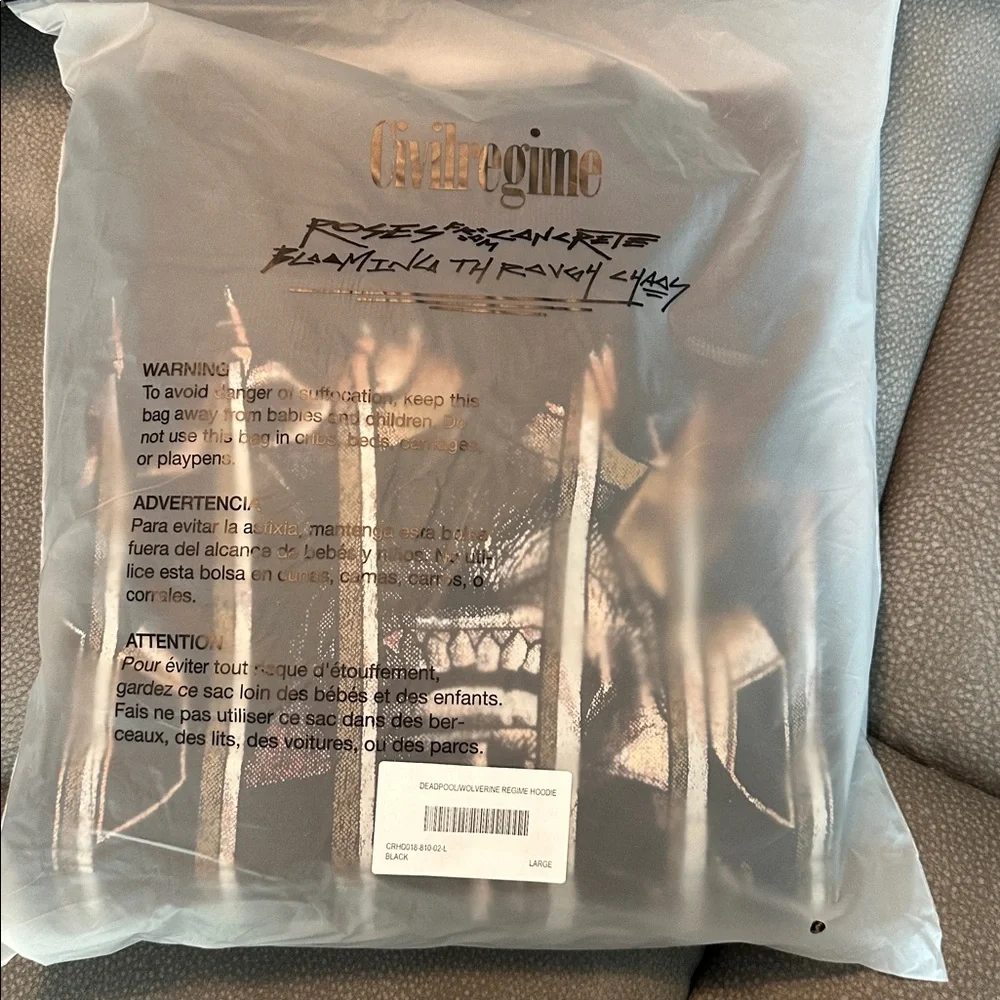 Civilregime
ROSES FROM CONCRETE
BLOOMING THROUGH CHAOS
WARNING
To avoid danger of suffocation, keep this
bag away from babies and children. Do
not use this bag in cribs, beds, carriages,
or playpens.
ADVERTENCIA
Para evitar la asfixia, mantenga esta bolsa
fuera del alcance de bebés y niños. No uti-
lice esta bolsa en cunas, camas, carros, o
corrales.
ATTENTION
Pour éviter tout risque d'étouffement,
gardez ce sac loin des bébés et des enfants.
Fais ne pas utiliser ce sac dans des ber-
ceaux, des lits, des voitures, ou des parcs.
DEADPOOL/WOLVERINE REGIME HOODIE
CRHD018-810-02-L
BLACK
LARGE